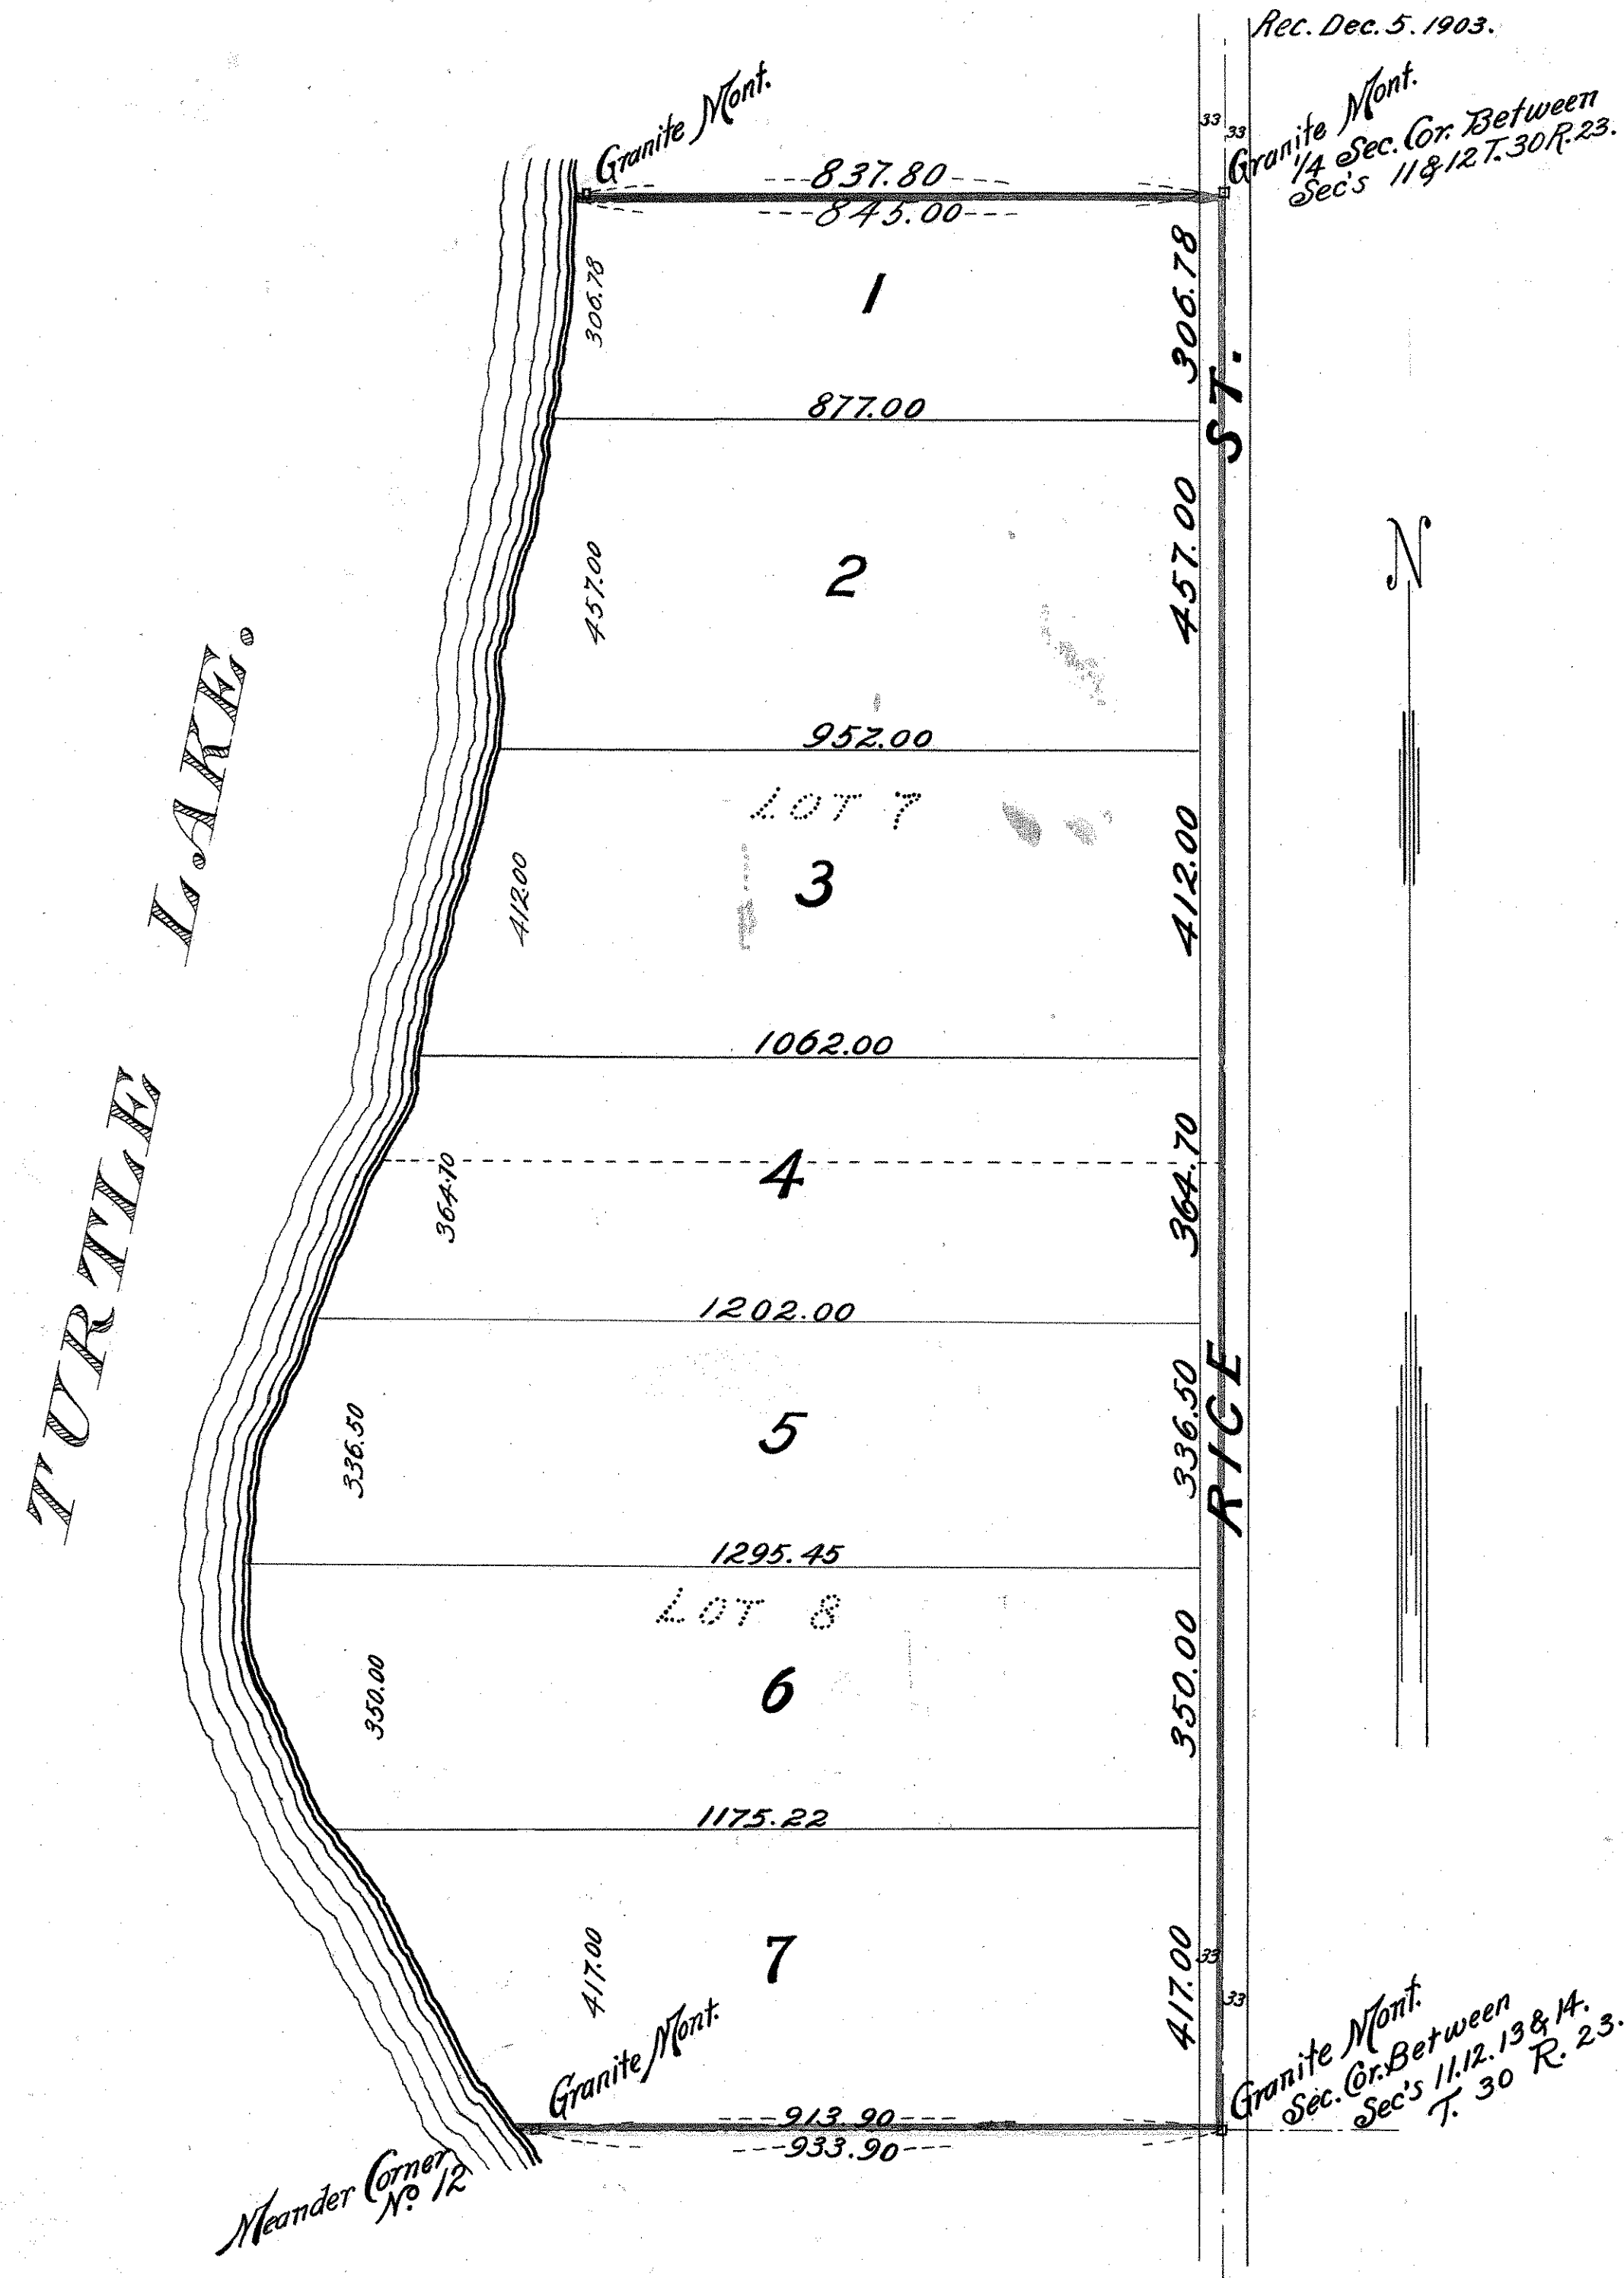 Rec. Dec. 5. 1903.
Granite Mont.
Granite Mont.
1/4 Sec. Cor. Between
Sec's 11 & 12 T. 30 R. 23.
33
33
837.80
845.00
306.78
1
306.78
ST.
877.00
457.00
2
457.00
N
952.00
LOT 7
412.00
3
412.00
1062.00
TURTLE LAKE.
364.70
4
364.70
1202.00
336.50
5
336.50
RICE
1295.45
LOT 8
350.00
6
350.00
1175.22
417.00
7
417.00
33
33
Granite Mont.
Granite Mont.
Sec. Cor. Between
Sec's 11. 12. 13 & 14.
T. 30 R. 23.
913.90
933.90
Meander Corner
No. 12